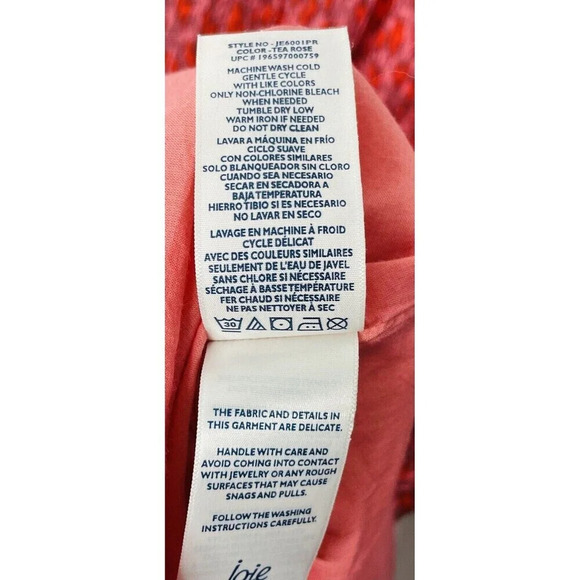 STYLE NO - JE6001PR
COLOR - TEA ROSE
UPC # 196597000759
MACHINE WASH COLD
GENTLE CYCLE
WITH LIKE COLORS
ONLY NON-CHLORINE BLEACH
WHEN NEEDED
TUMBLE DRY LOW
WARM IRON IF NEEDED
DO NOT DRY CLEAN
LAVAR A MÁQUINA EN FRÍO
CICLO SUAVE
CON COLORES SIMILARES
SOLO BLANQUEADOR SIN CLORO
CUANDO SEA NECESARIO
SECAR EN SECADORA A
BAJA TEMPERATURA
HIERRO TIBIO SI ES NECESARIO
NO LAVAR EN SECO
LAVAGE EN MACHINE À FROID
CYCLE DÉLICAT
AVEC DES COULEURS SIMILAIRES
SEULEMENT DE L'EAU DE JAVEL
SANS CHLORE SI NÉCESSAIRE
SÉCHAGE À BASSE TEMPÉRATURE
FER CHAUD SI NÉCESSAIRE
NE PAS NETTOYER À SEC
30
THE FABRIC AND DETAILS IN
THIS GARMENT ARE DELICATE.
HANDLE WITH CARE AND
AVOID COMING INTO CONTACT
WITH JEWELRY OR ANY ROUGH
SURFACES THAT MAY CAUSE
SNAGS AND PULLS.
FOLLOW THE WASHING
INSTRUCTIONS CAREFULLY.
joie